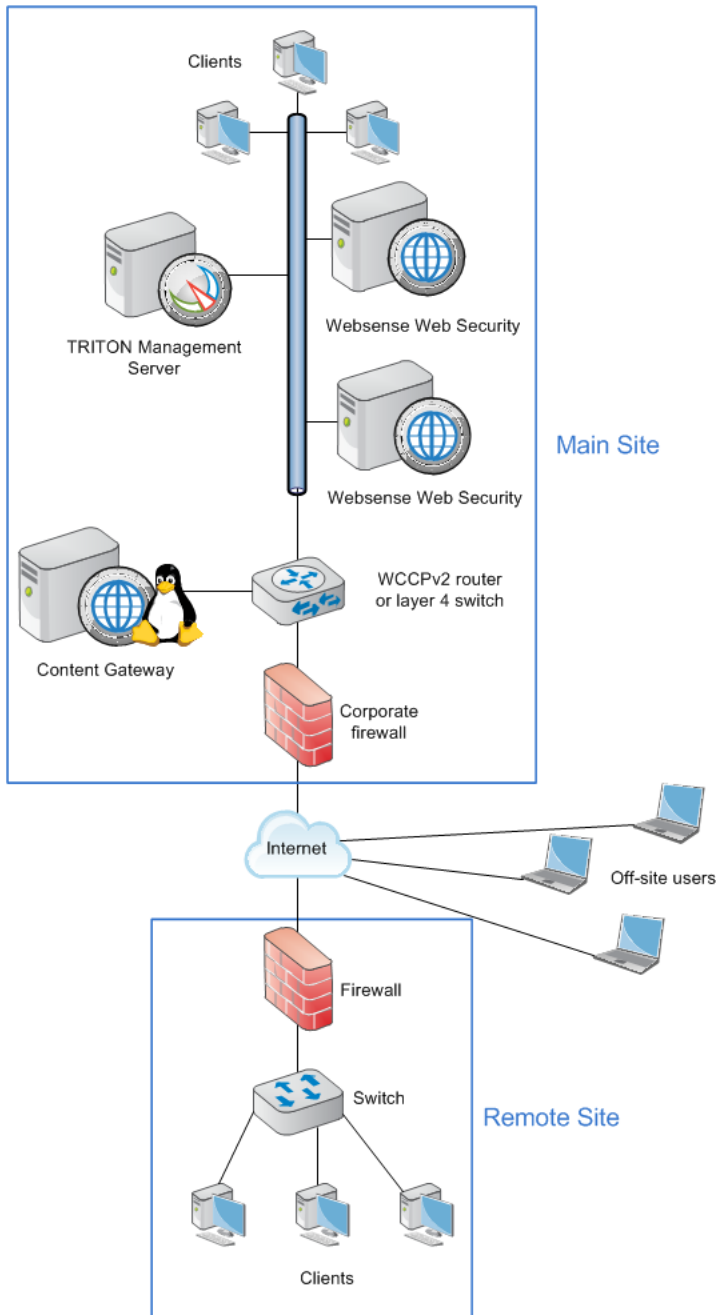 Clients
Websense Web Security
TRITON Management
Server
Main Site
Websense Web Security
WCCPv2 router
or layer 4 switch
Content Gateway
Corporate
firewall
Internet
Off-site users
Firewall
Switch
Remote Site
Clients